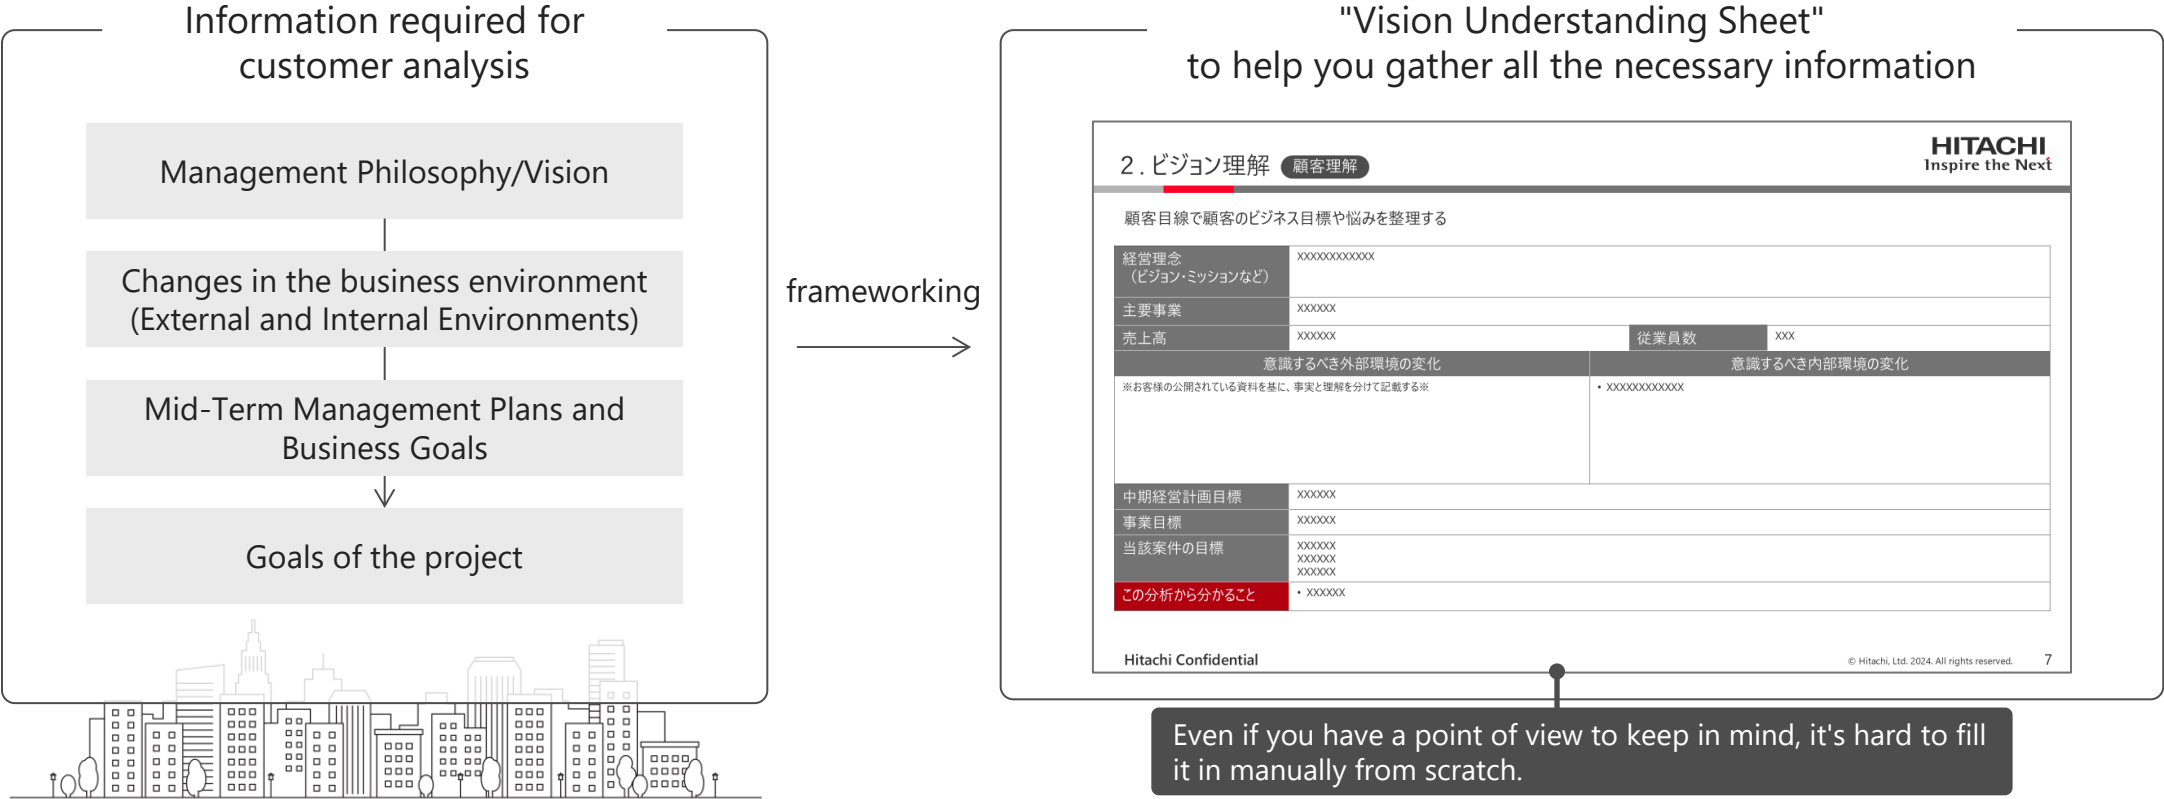 Information required for
customer analysis
Management Philosophy/Vision
Changes in the business environment
(External and Internal Environments)
Mid-Term Management Plans and
Business Goals
Goals of the project
frameworking
"Vision Understanding Sheet"
to help you gather all the necessary information
2 . ビジョン理解 顧客理解
HITACHI
Inspire the Next
顧客目線で顧客のビジネス目標や悩みを整理する
経営理念 xxxxxxxxxxxx
（ビジョン・ミッションなど）
主要事業 xxxxxx
売上高 xxxxxx 従業員数 xxx
意識するべき外部環境の変化 意識するべき内部環境の変化
※お客様の公開されている資料を基に、事実と理解を分けて記載する※ • xxxxxxxxxxxx
中期経営計画目標 xxxxxx
事業目標 xxxxxx
当該案件の目標 xxxxxx
xxxxxx
xxxxxx
この分析から分かること • xxxxxx
Hitachi Confidential © Hitachi, Ltd. 2024. All rights reserved. 7
Even if you have a point of view to keep in mind, it's hard to fill
it in manually from scratch.